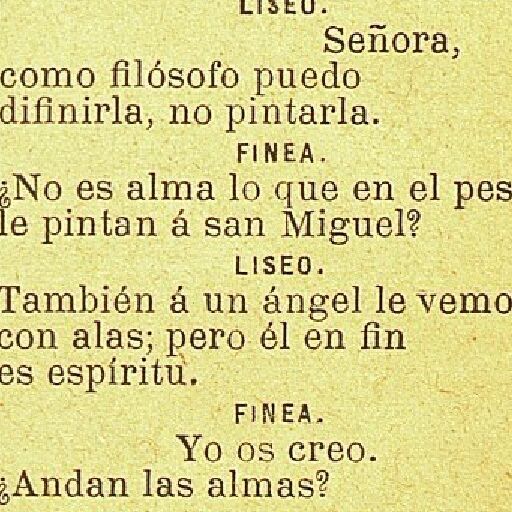 LISEO.
Señora,
como filósofo puedo
difinirla, no pintarla.
FINEA.
¿No es alma lo que en el pes
le pintan á san Miguel?
LISEO.
También á un ángel le vemo
con alas; pero él en fin
es espíritu.
FINEA.
Yo os creo.
¿Andan las almas?